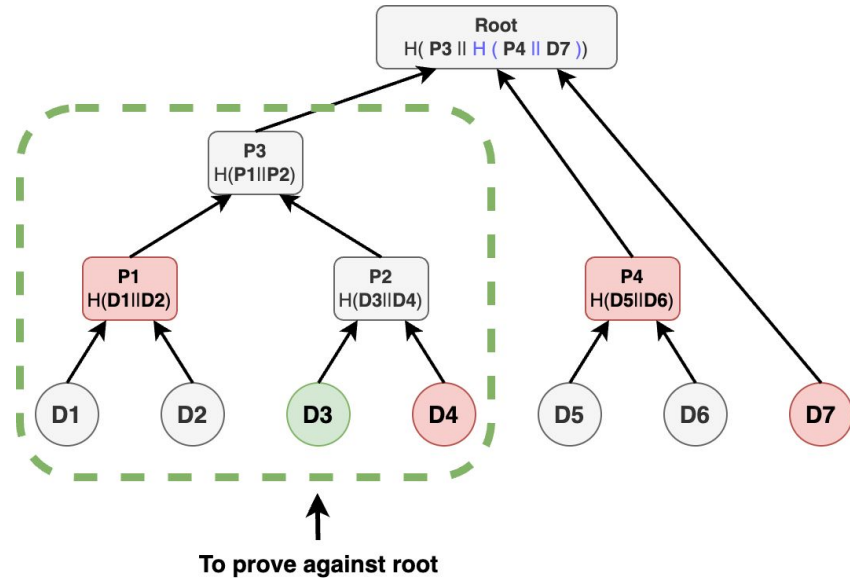 Root
H( P3 || H ( P4 || D7 ))
P3
H(P1||P2)
P1
H(D1||D2)
P2
H(D3||D4)
P4
H(D5||D6)
D1
D2
D3
D4
D5
D6
D7
To prove against root